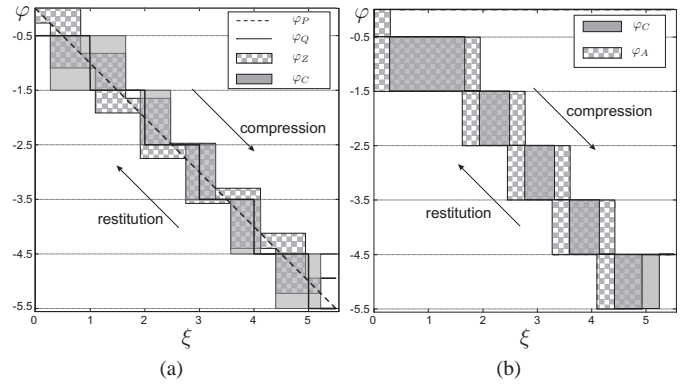 φ
-0.5
-1.5
-2.5
-3.5
-4.5
-5.5
0 1 2 3 4 5
ξ
φP
φQ
φZ
φC
compression
restitution
(a)
φ
-0.5
-1.5
-2.5
-3.5
-4.5
-5.5
0 1 2 3 4 5
ξ
φC
φA
compression
restitution
(b)